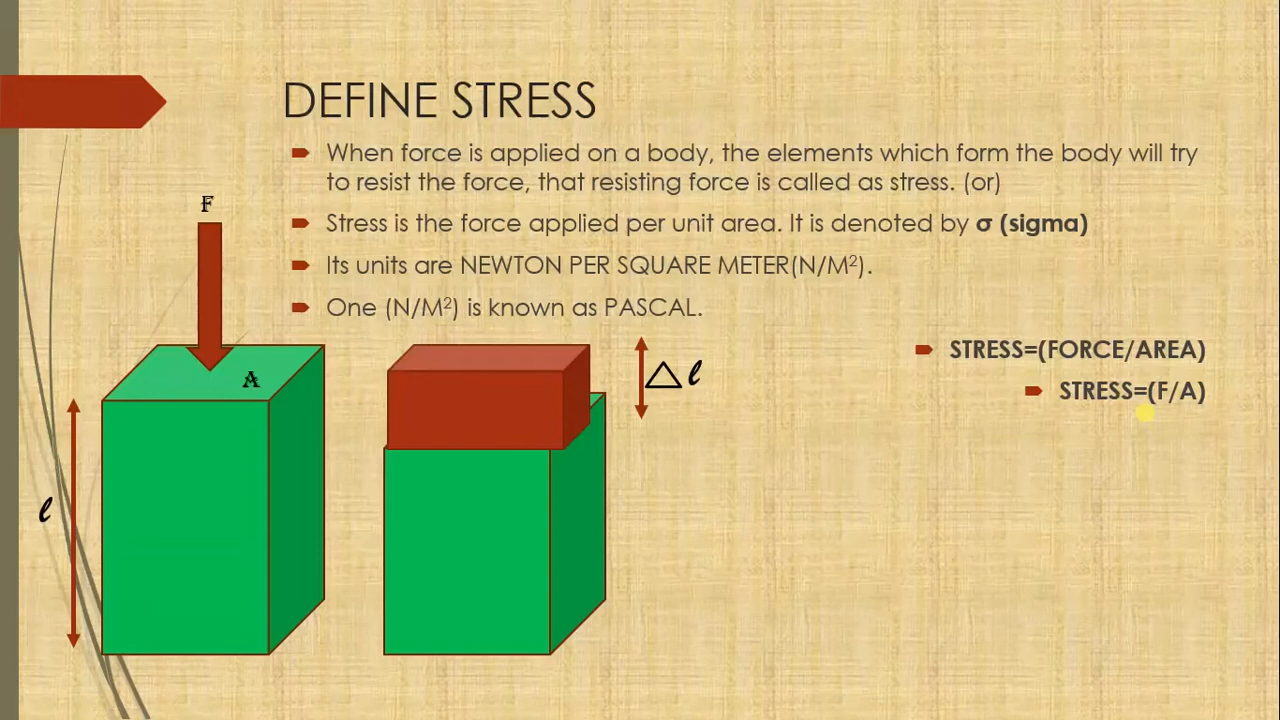 DEFINE STRESS
When force is applied on a body, the elements which form the body will try
to resist the force, that resisting force is called as stress. (or)
Stress is the force applied per unit area. It is denoted by σ (sigma)
Its units are NEWTON PER SQUARE METER(N/M²).
One (N/M²) is known as PASCAL.
STRESS=(FORCE/AREA)
STRESS=(F/A)
F
A
ℓ
△ℓ